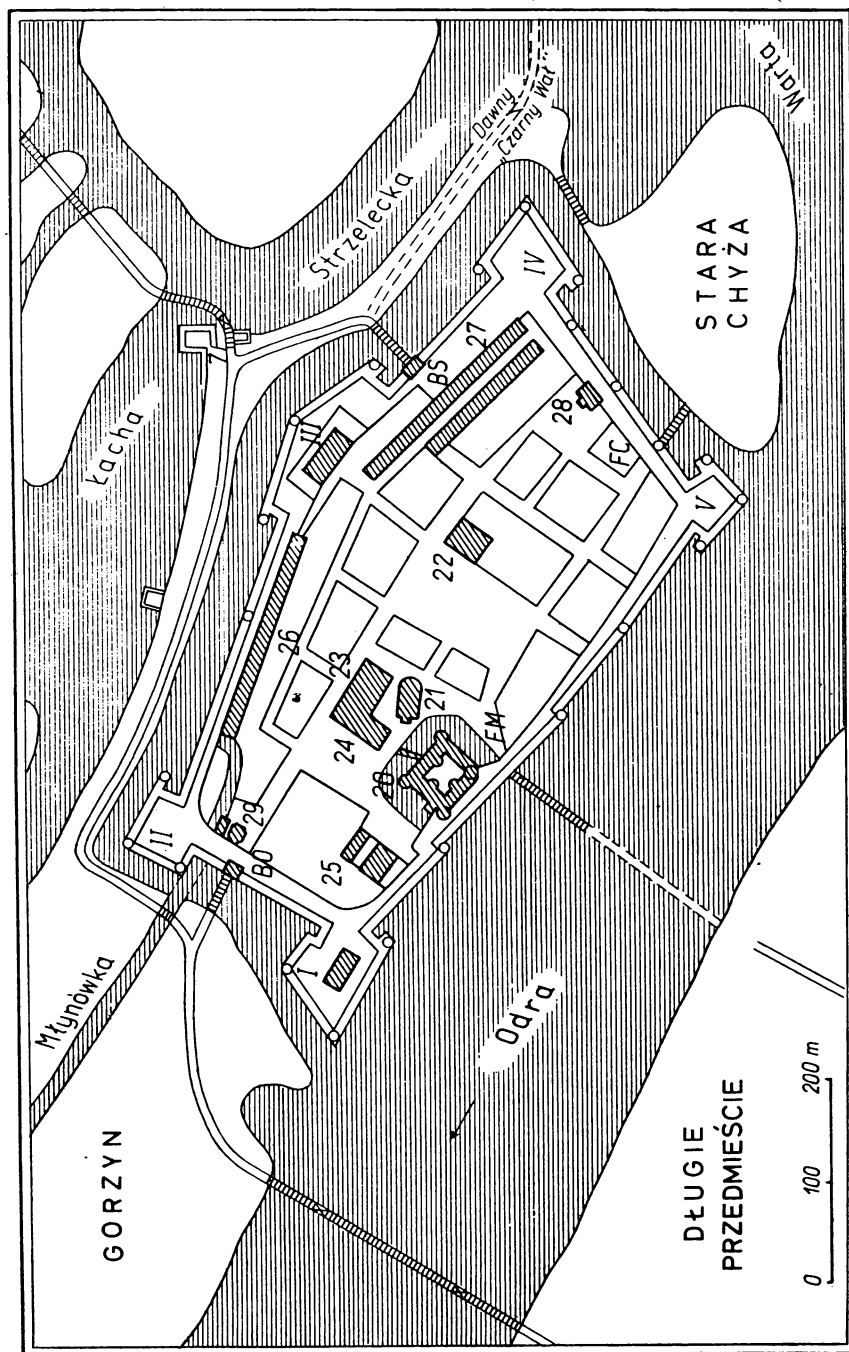 GORZYN
Młynówka
Łacha
Strzelecka
Dawny
"Czarny Wał"
Warta
STARA
CHYŻA
I
II
III
IV
V
BO
BS
FM
FC
20
21
22
23
24
25
26
27
28
29
Odra
DŁUGIE
PRZEDMIEŚCIE
0 100 200 m